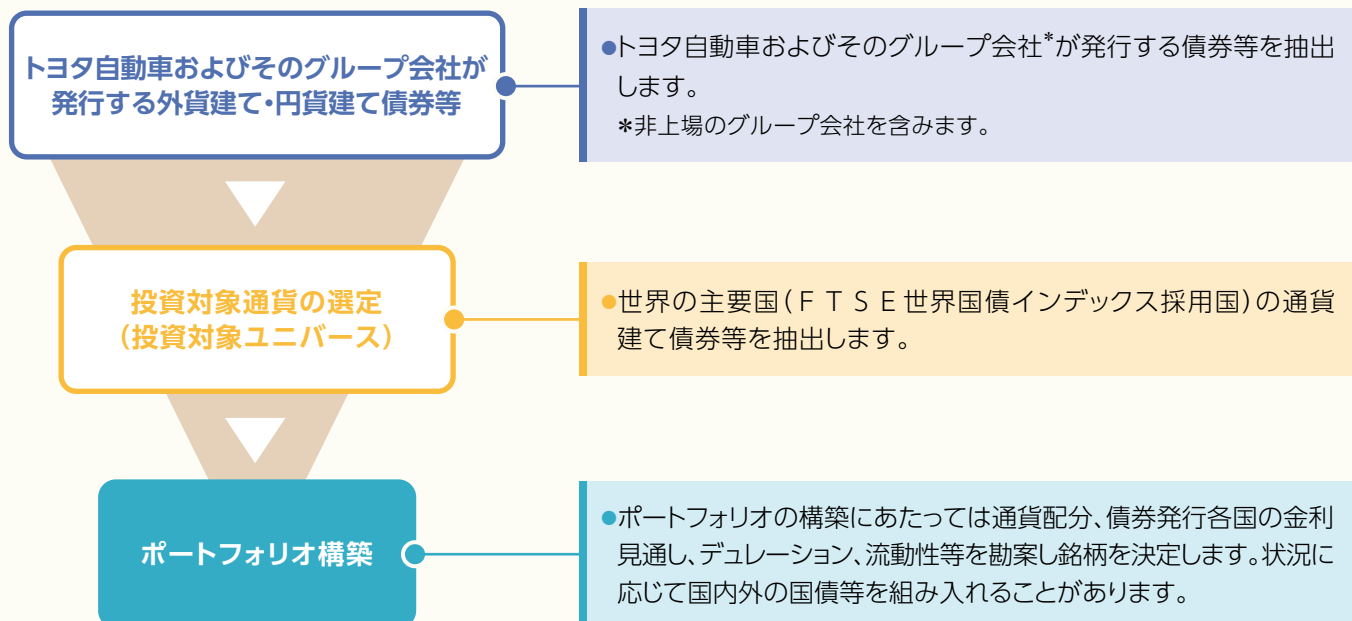 トヨタ自動車およびそのグループ会社が
発行する外貨建て・円貨建て債券等
●トヨタ自動車およびそのグループ会社*が発行する債券等を抽出
します。
*非上場のグループ会社を含みます。
投資対象通貨の選定
(投資対象ユニバース)
●世界の主要国(FTSE世界国債インデックス採用国)の通貨
建て債券等を抽出します。
ポートフォリオ構築
●ポートフォリオの構築にあたっては通貨配分、債券発行各国の金利
見通し、デュレーション、流動性等を勘案し銘柄を決定します。状況に
応じて国内外の国債等を組み入れることがあります。